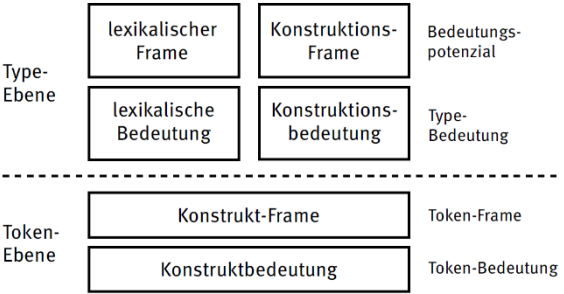 Type-
Ebene
lexikalischer
Frame
Konstruktions-
Frame
Bedeutungs-
potenzial
lexikalische
Bedeutung
Konstruktions-
bedeutung
Type-
Bedeutung
Token-
Ebene
Konstrukt-Frame
Token-Frame
Konstruktbedeutung
Token-Bedeutung